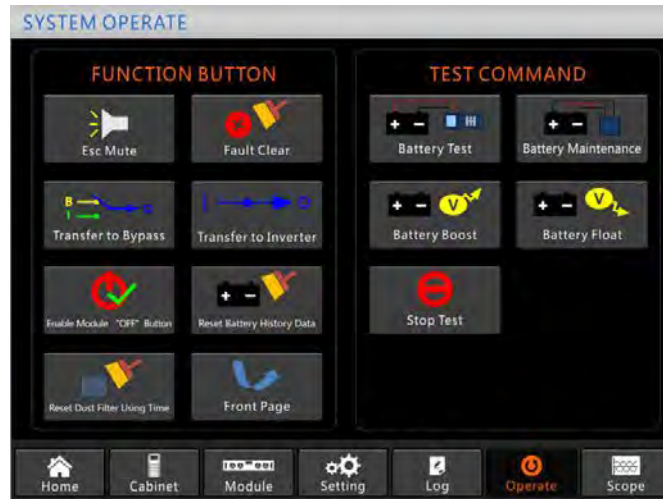 SYSTEM OPERATE
FUNCTION BUTTON
Esc Mute
Fault Clear
B
I
Transfer to Bypass
Transfer to Inverter
Enable Module "OFF" Button
Reset Battery History Data
Reset Dust Filter Using Time
Front Page
TEST COMMAND
+ -
Battery Test
+ -
Battery Maintenance
+ - V
Battery Boost
+ - V
Battery Float
Stop Test
Home
Cabinet
Module
Setting
Log
Operate
Scope